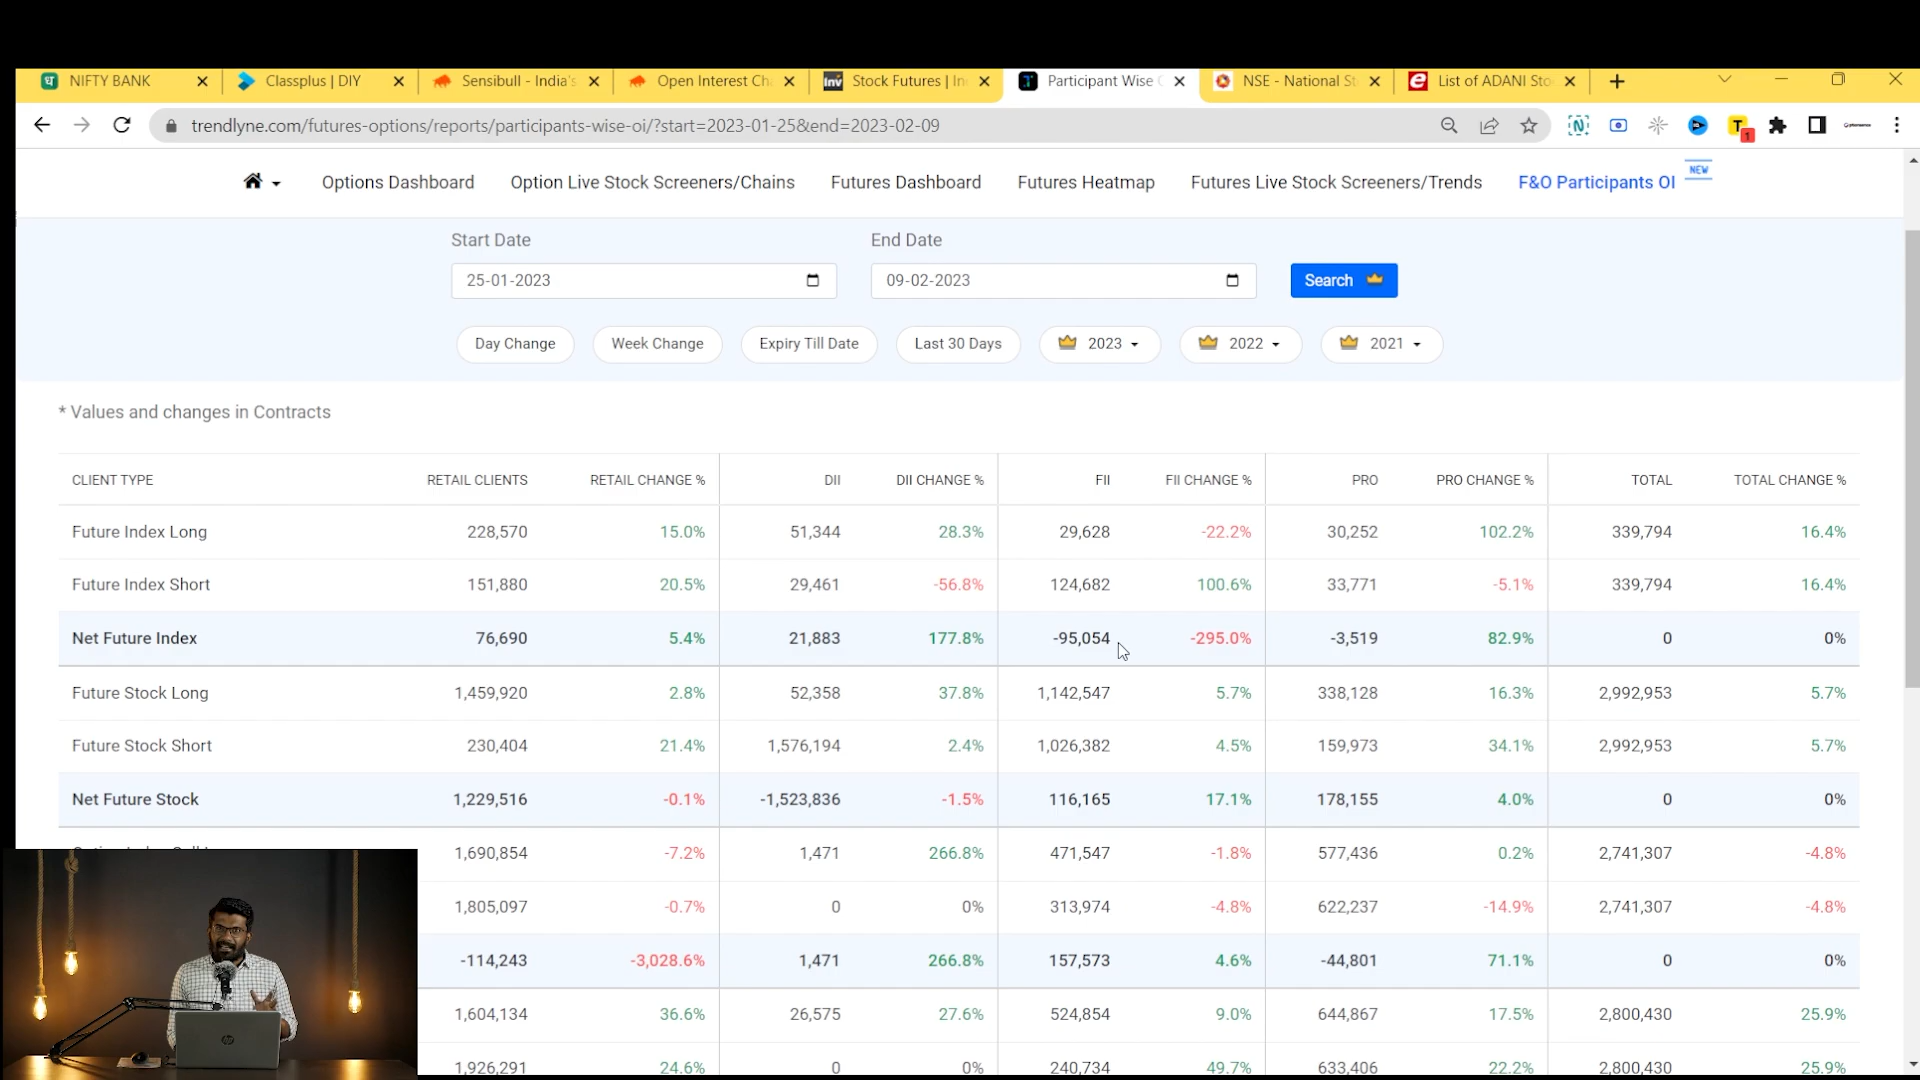 NIFTY BANK Classplus | DIY Sensibull - India's Open Interest Cha Stock Futures | In Participant Wise NSE - National St List of ADANI Sto
trendlyne.com/futures-options/reports/participants-wise-oi/?start=2023-01-25&end=2023-02-09
Options Dashboard Option Live Stock Screeners/Chains Futures Dashboard Futures Heatmap Futures Live Stock Screeners/Trends F&O Participants OI NEW
Start Date End Date
25-01-2023 09-02-2023 Search
Day Change Week Change Expiry Till Date Last 30 Days 2023 2022 2021
* Values and changes in Contracts
CLIENT TYPE RETAIL CLIENTS RETAIL CHANGE % DII DII CHANGE % FII FII CHANGE % PRO PRO CHANGE % TOTAL TOTAL CHANGE %
Future Index Long 228,570 15.0% 51,344 28.3% 29,628 -22.2% 30,252 102.2% 339,794 16.4%
Future Index Short 151,880 20.5% 29,461 -56.8% 124,682 100.6% 33,771 -5.1% 339,794 16.4%
Net Future Index 76,690 5.4% 21,883 177.8% -95,054 -295.0% -3,519 82.9% 0 0%
Future Stock Long 1,459,920 2.8% 52,358 37.8% 1,142,547 5.7% 338,128 16.3% 2,992,953 5.7%
Future Stock Short 230,404 21.4% 1,576,194 2.4% 1,026,382 4.5% 159,973 34.1% 2,992,953 5.7%
Net Future Stock 1,229,516 -0.1% -1,523,836 -1.5% 116,165 17.1% 178,155 4.0% 0 0%
1,690,854 -7.2% 1,471 266.8% 471,547 -1.8% 577,436 0.2% 2,741,307 -4.8%
1,805,097 -0.7% 0 0% 313,974 -4.8% 622,237 -14.9% 2,741,307 -4.8%
-114,243 -3,028.6% 1,471 266.8% 157,573 4.6% -44,801 71.1% 0 0%
1,604,134 36.6% 26,575 27.6% 524,854 9.0% 644,867 17.5% 2,800,430 25.9%
1,926,291 24.6% 0 0% 240,734 49.7% 633,406 22.2% 2,800,430 25.9%